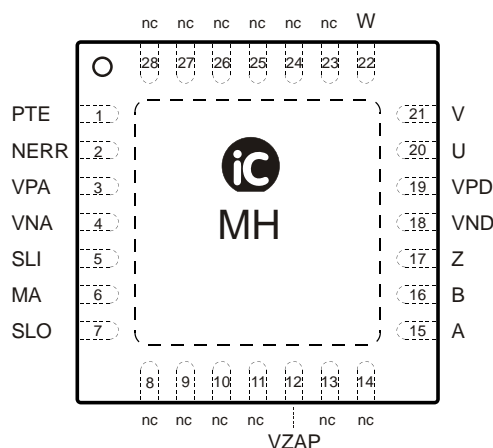 nc nc nc nc nc nc W
28 27 26 25 24 23 22
PTE 1 21 V
NERR 2 20 U
VPA 3 19 VPD
VNA 4 iC 18 VND
SLI 5 MH 17 Z
MA 6 16 B
SLO 7 15 A
8 9 10 11 12 13 14
nc nc nc nc nc nc
VZAP